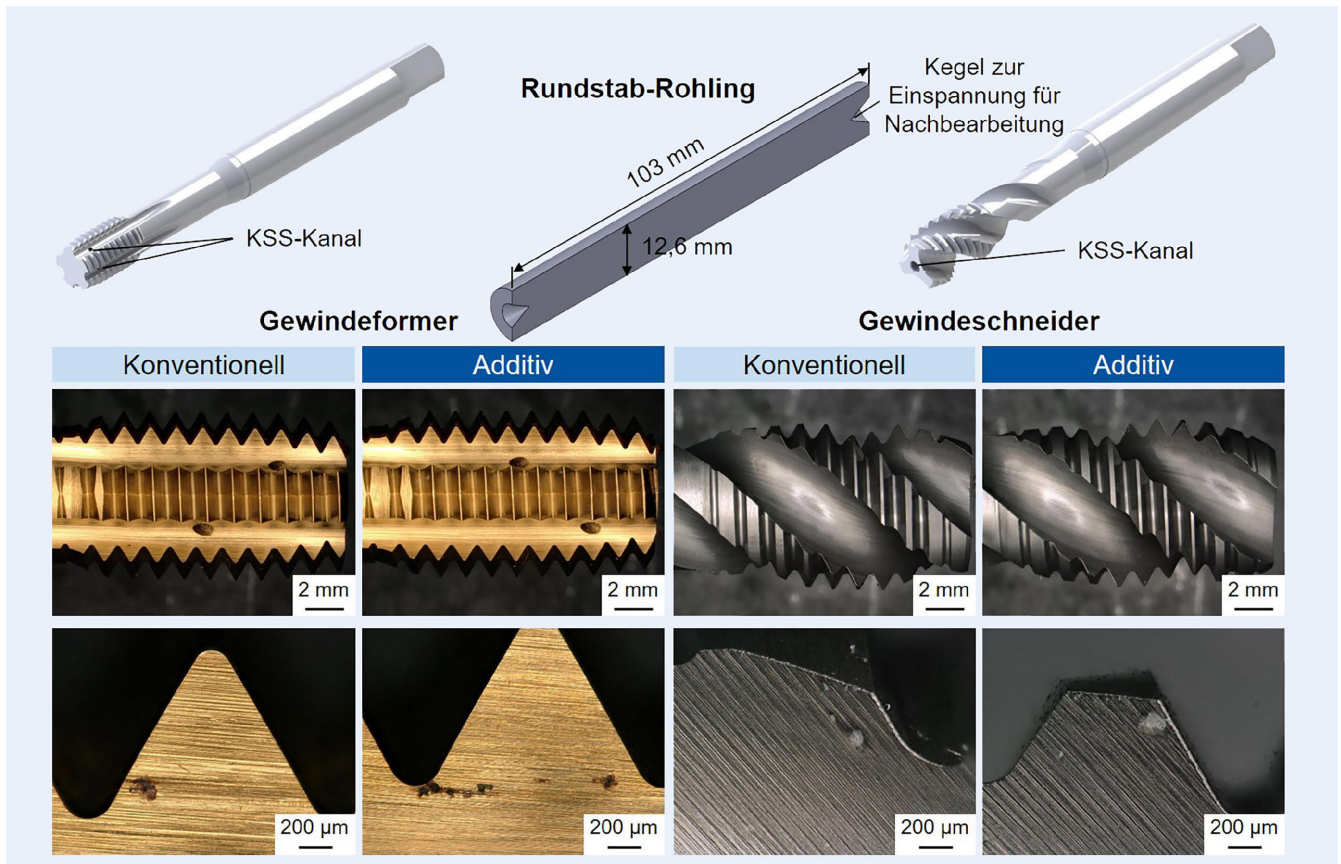 Rundstab-Rohling
Kegel zur
Einspannung für
Nachbearbeitung
103 mm
12,6 mm
KSS-Kanal
KSS-Kanal
Gewindeformer
Gewindeschneider
Konventionell
Additiv
Konventionell
Additiv
2 mm
2 mm
2 mm
2 mm
200 µm
200 µm
200 µm
200 µm